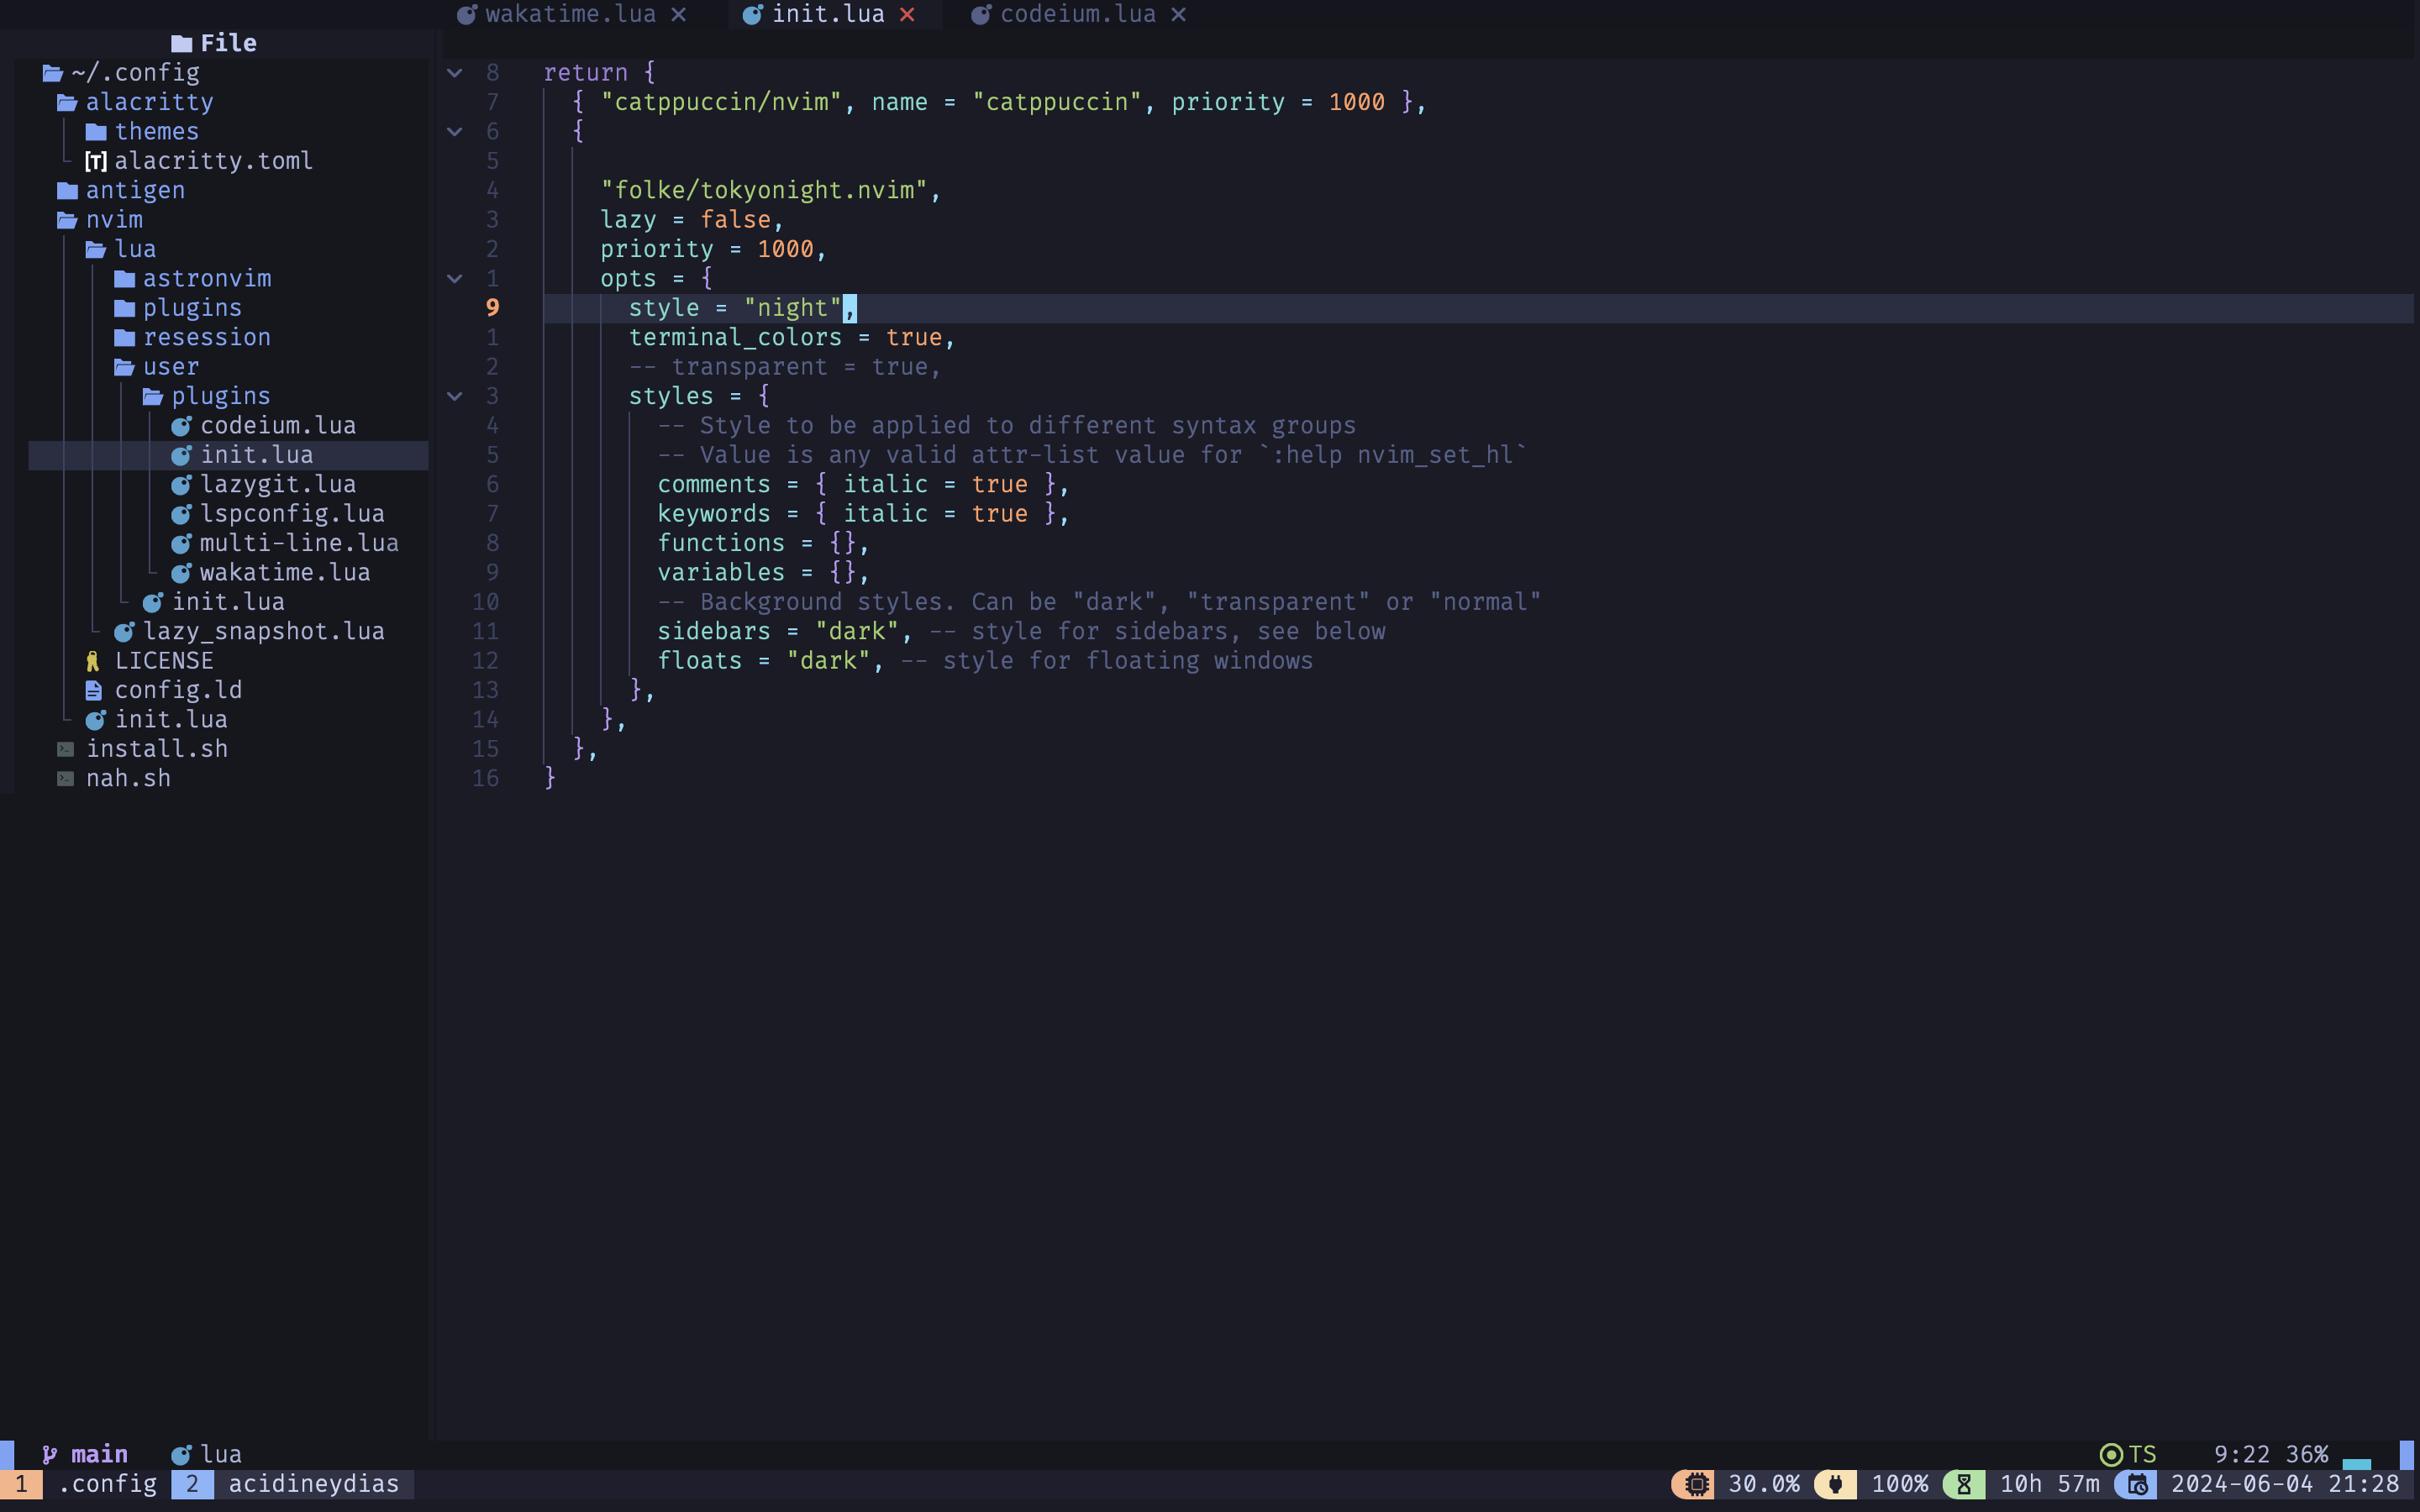 wakatime.lua init.lua codeium.lua
File
~/.config
alacritty
themes
[T] alacritty.toml
antigen
nvim
lua
astronvim
plugins
resession
user
plugins
codeium.lua
init.lua
lazygit.lua
lspconfig.lua
multi-line.lua
wakatime.lua
init.lua
lazy_snapshot.lua
LICENSE
config.ld
init.lua
install.sh
nah.sh
8 return {
7 { "catppuccin/nvim", name = "catppuccin", priority = 1000 },
6 {
5
4 "folke/tokyonight.nvim",
3 lazy = false,
2 priority = 1000,
1 opts = {
9 style = "night",
1 terminal_colors = true,
2 -- transparent = true,
3 styles = {
4 -- Style to be applied to different syntax groups
5 -- Value is any valid attr-list value for `:help nvim_set_hl`
6 comments = { italic = true },
7 keywords = { italic = true },
8 functions = {},
9 variables = {},
10 -- Background styles. Can be "dark", "transparent" or "normal"
11 sidebars = "dark", -- style for sidebars, see below
12 floats = "dark", -- style for floating windows
13 },
14 },
15 },
16 }
main lua TS 9:22 36%
1 .config 2 acidineydias 30.0% 100% 10h 57m 2024-06-04 21:28